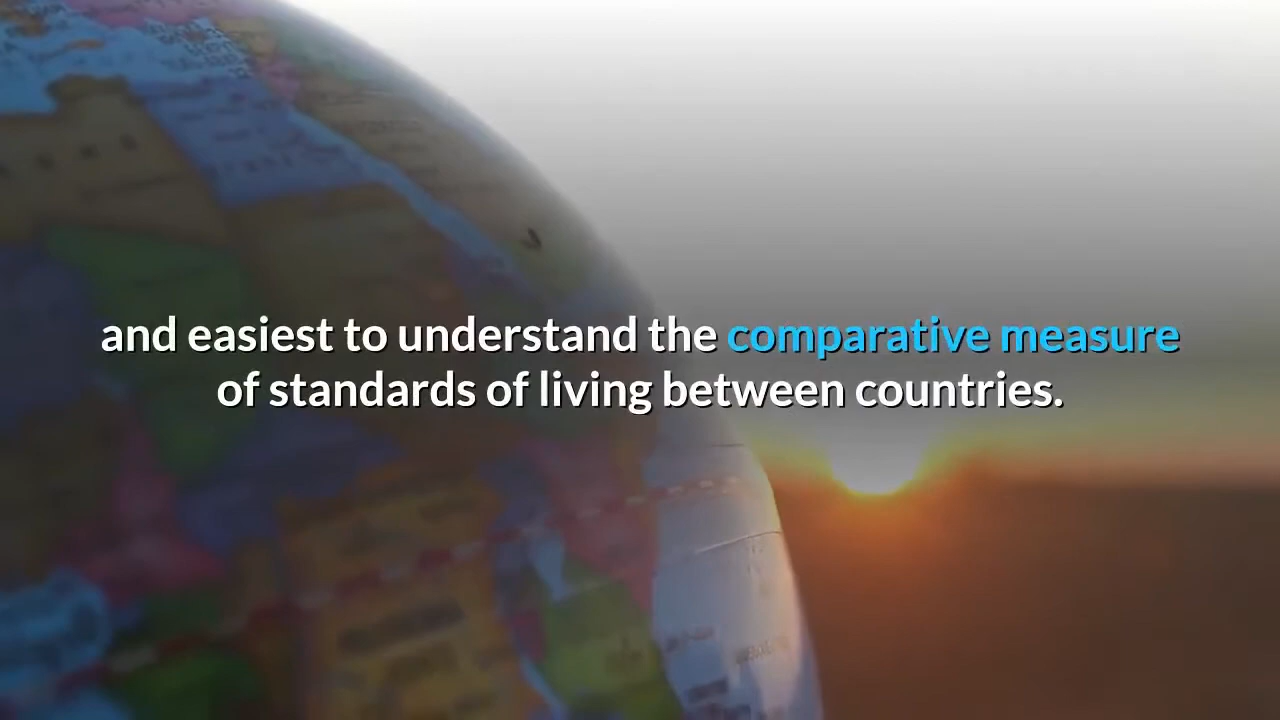 and easiest to understand the comparative measure
of standards of living between countries.